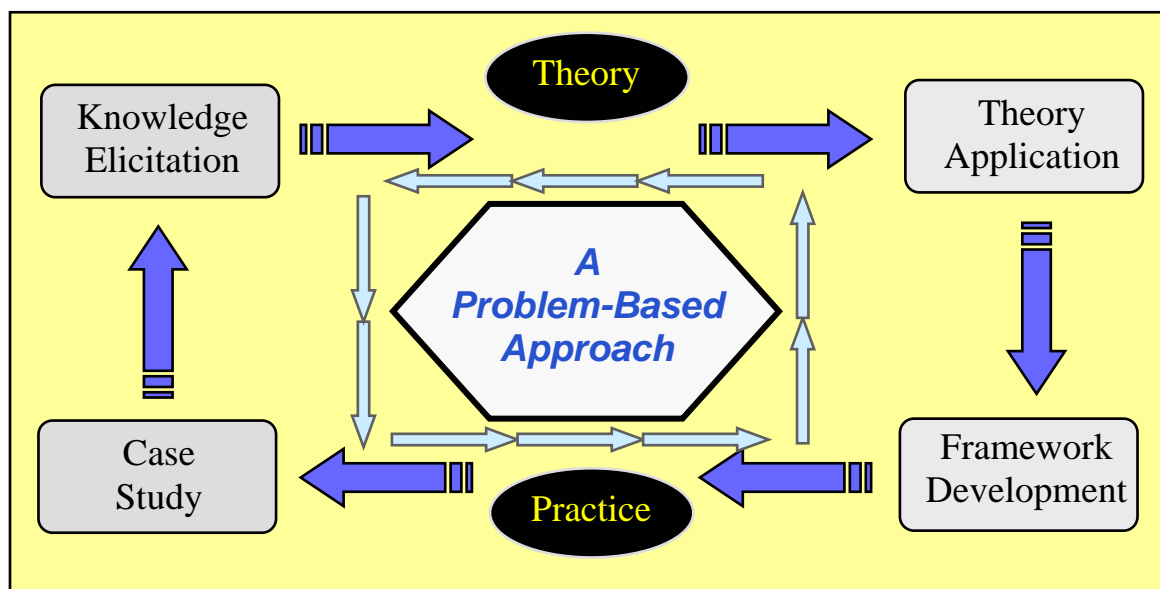 Theory
Knowledge
Elicitation
Theory
Application
A
Problem-Based
Approach
Case
Study
Framework
Development
Practice